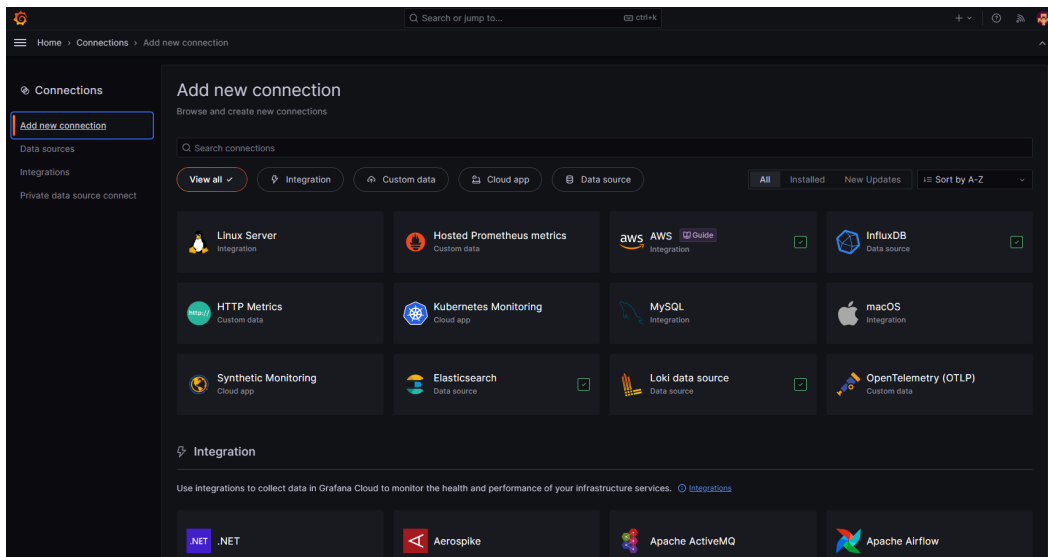 Search or jump to...
ctrl+k
Home › Connections › Add new connection
Connections
Add new connection
Data sources
Integrations
Private data source connect
Add new connection
Browse and create new connections
Search connections
View all
Integration
Custom data
Cloud app
Data source
All
Installed
New Updates
Sort by A-Z
Linux Server
Integration
Hosted Prometheus metrics
Custom data
aws
AWS
Guide
Integration
InfluxDB
Data source
http://
HTTP Metrics
Custom data
Kubernetes Monitoring
Cloud app
MySQL
Integration
macOS
Integration
Synthetic Monitoring
Cloud app
Elasticsearch
Data source
Loki data source
Data source
OpenTelemetry (OTLP)
Custom data
Integration
Use integrations to collect data in Grafana Cloud to monitor the health and performance of your infrastructure services. Integrations
.NET
.NET
Aerospike
Apache ActiveMQ
Apache Airflow